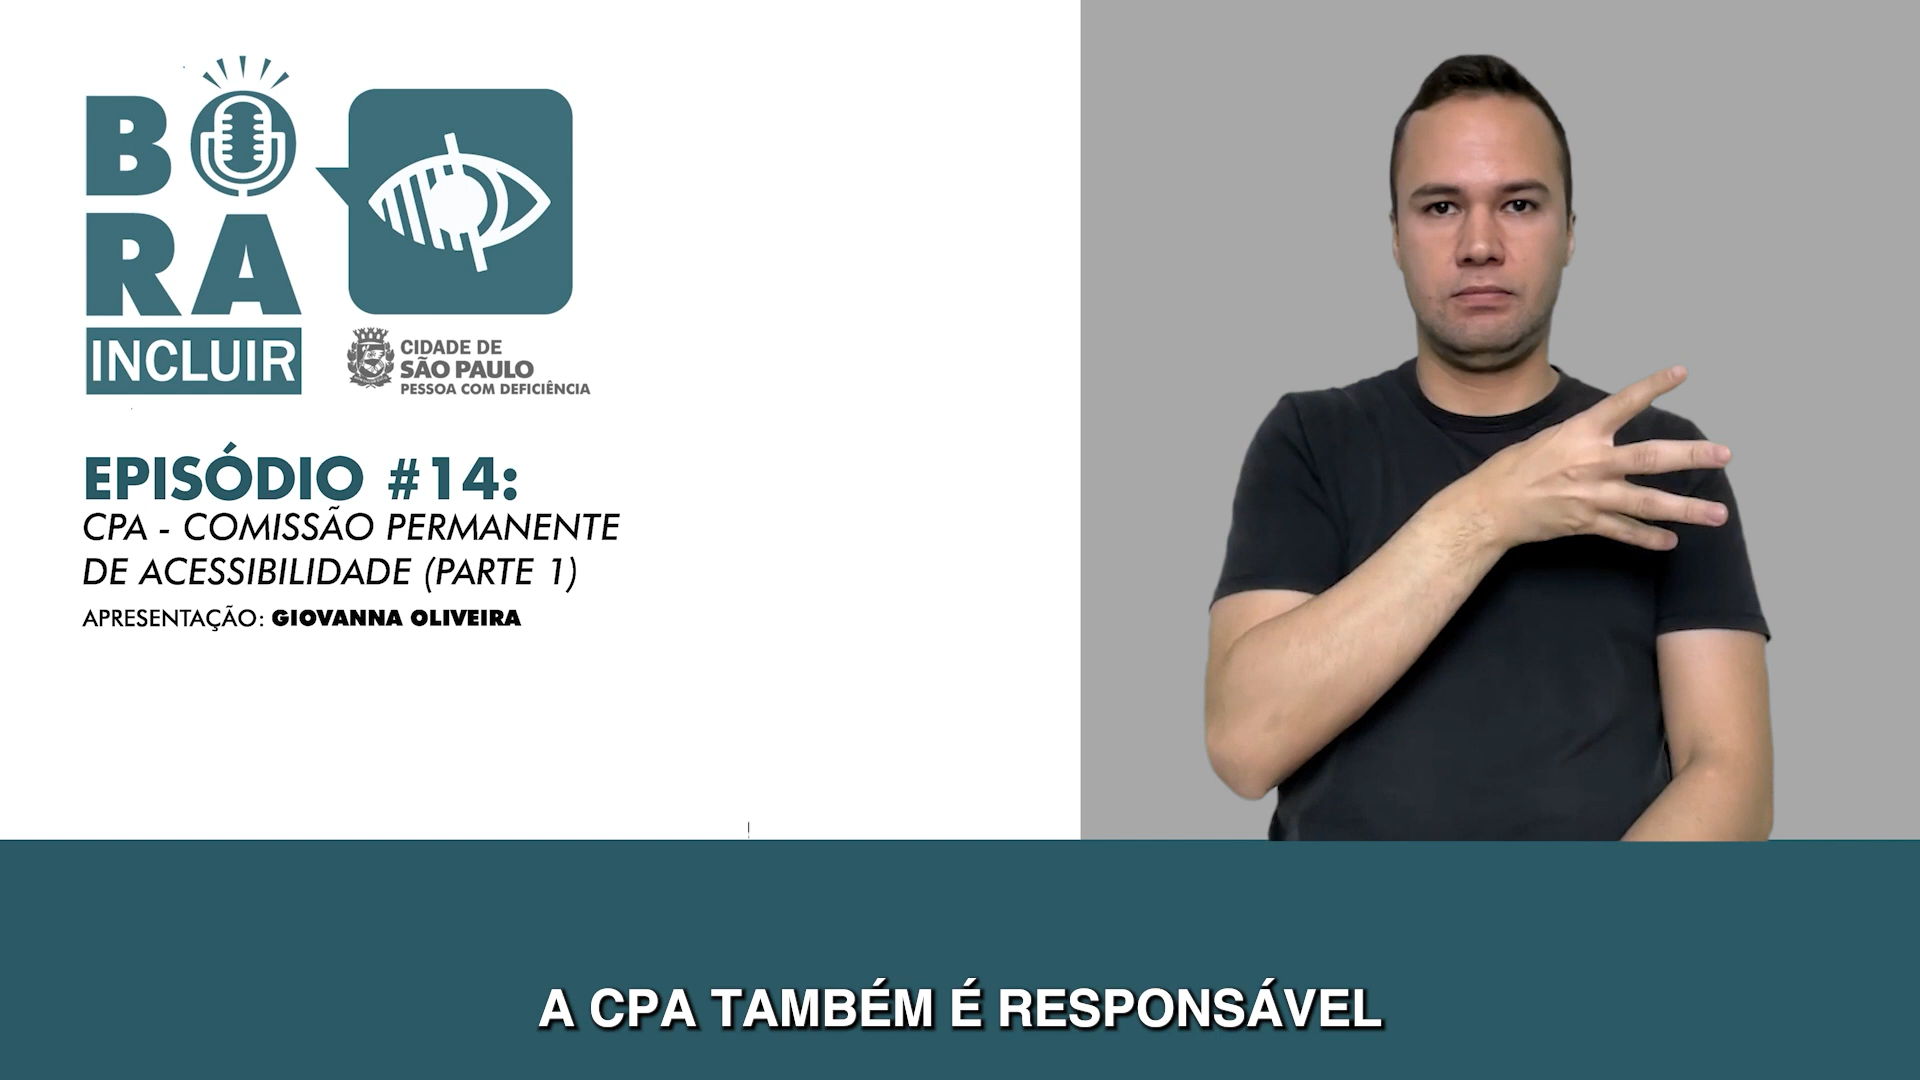 BORA
INCLUIR
CIDADE DE
SÃO PAULO
PESSOA COM DEFICIÊNCIA
EPISÓDIO #14:
CPA - COMISSÃO PERMANENTE
DE ACESSIBILIDADE (PARTE 1)
APRESENTAÇÃO: GIOVANNA OLIVEIRA
A CPA TAMBÉM É RESPONSÁVEL